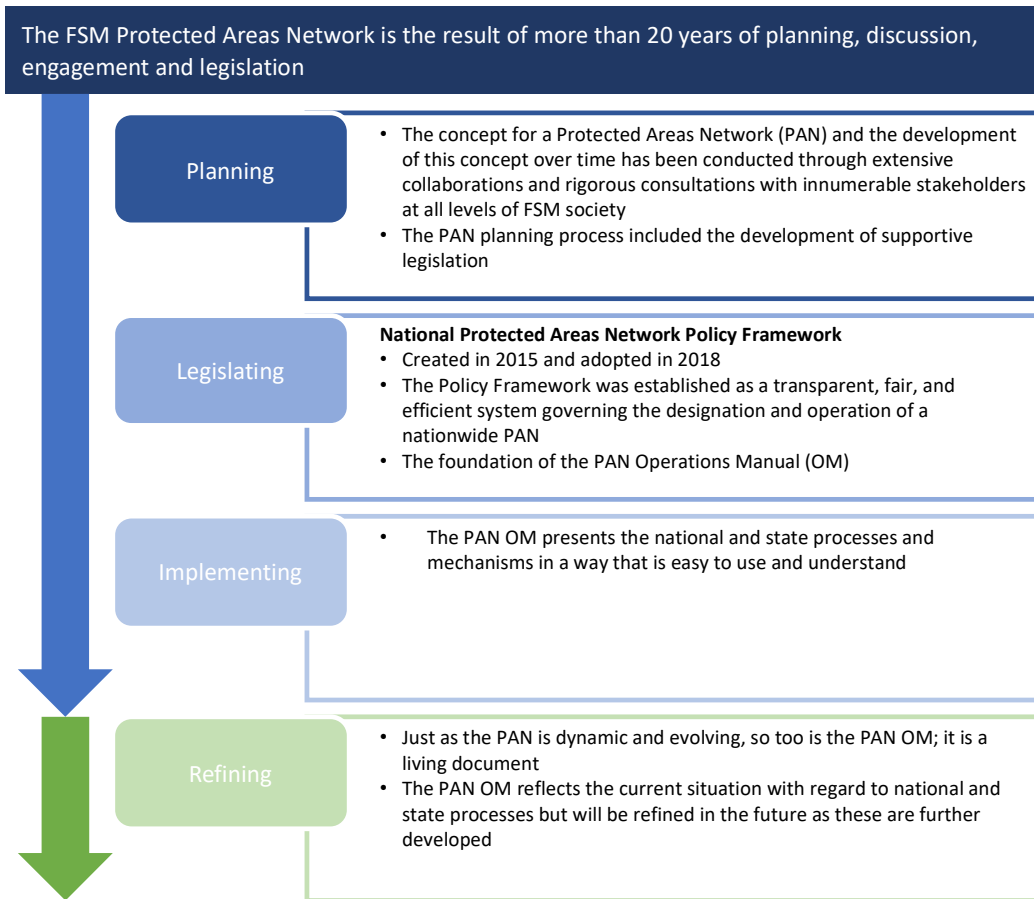 The FSM Protected Areas Network is the result of more than 20 years of planning, discussion,
engagement and legislation
Planning
• The concept for a Protected Areas Network (PAN) and the development
of this concept over time has been conducted through extensive
collaborations and rigorous consultations with innumerable stakeholders
at all levels of FSM society
• The PAN planning process included the development of supportive
legislation
Legislating
National Protected Areas Network Policy Framework
• Created in 2015 and adopted in 2018
• The Policy Framework was established as a transparent, fair, and
efficient system governing the designation and operation of a
nationwide PAN
• The foundation of the PAN Operations Manual (OM)
Implementing
• The PAN OM presents the national and state processes and
mechanisms in a way that is easy to use and understand
Refining
• Just as the PAN is dynamic and evolving, so too is the PAN OM; it is a
living document
• The PAN OM reflects the current situation with regard to national and
state processes but will be refined in the future as these are further
developed